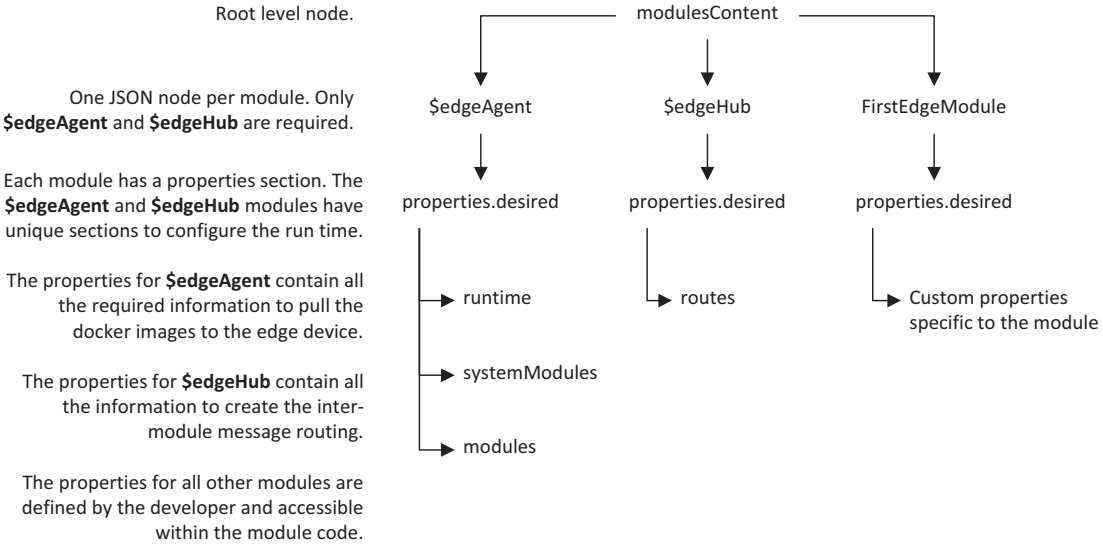 Root level node.
modulesContent
One JSON node per module. Only
$edgeAgent and $edgeHub are required.
$edgeAgent
$edgeHub
FirstEdgeModule
Each module has a properties section. The
$edgeAgent and $edgeHub modules have
unique sections to configure the run time.
properties.desired
properties.desired
properties.desired
The properties for $edgeAgent contain all
the required information to pull the
docker images to the edge device.
runtime
routes
Custom properties
specific to the module
The properties for $edgeHub contain all
the information to create the inter-
module message routing.
systemModules
modules
The properties for all other modules are
defined by the developer and accessible
within the module code.